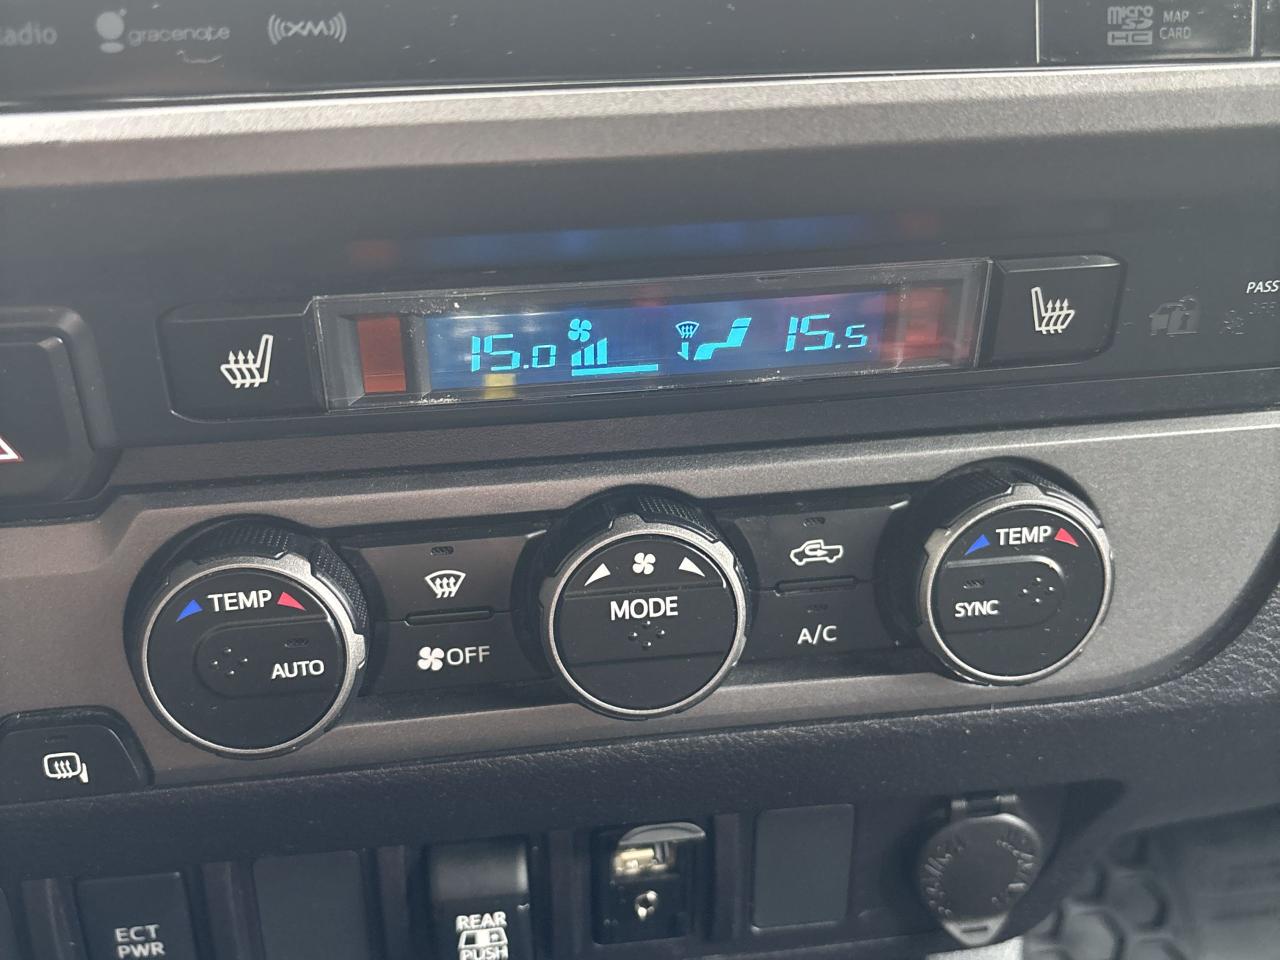 adio
gracenote
((XM))
micro
SD
HC
MAP
CARD
PASS
15.0
15.5
TEMP
AUTO
OFF
MODE
A/C
TEMP
SYNC
ECT
PWR
REAR
PUSH